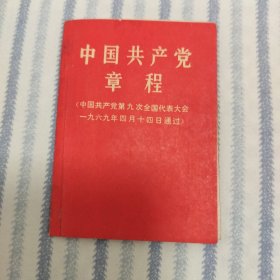 中国共产党
章程
(中国共产党第九次全国代表大会
一九六九年四月十四日通过)